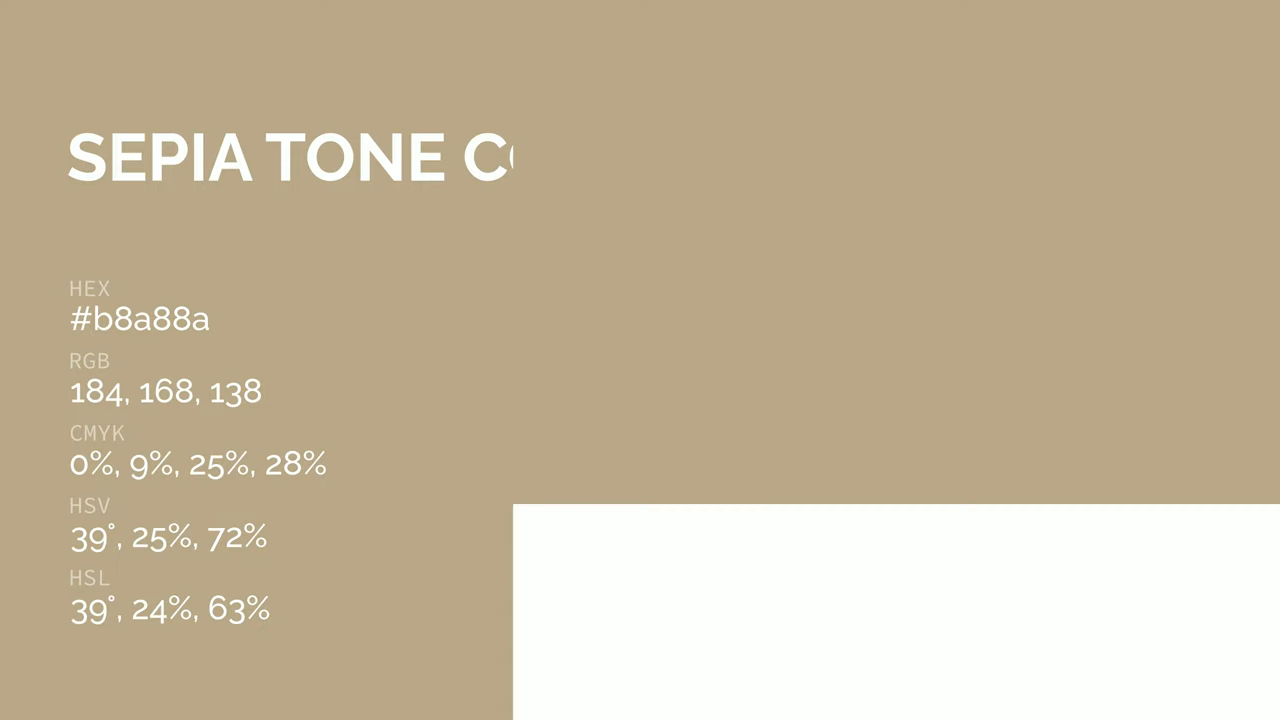 SEPIA TONE
HEX
#b8a88a
RGB
184, 168, 138
CMYK
0%, 9%, 25%, 28%
HSV
39°, 25%, 72%
HSL
39°, 24%, 63%